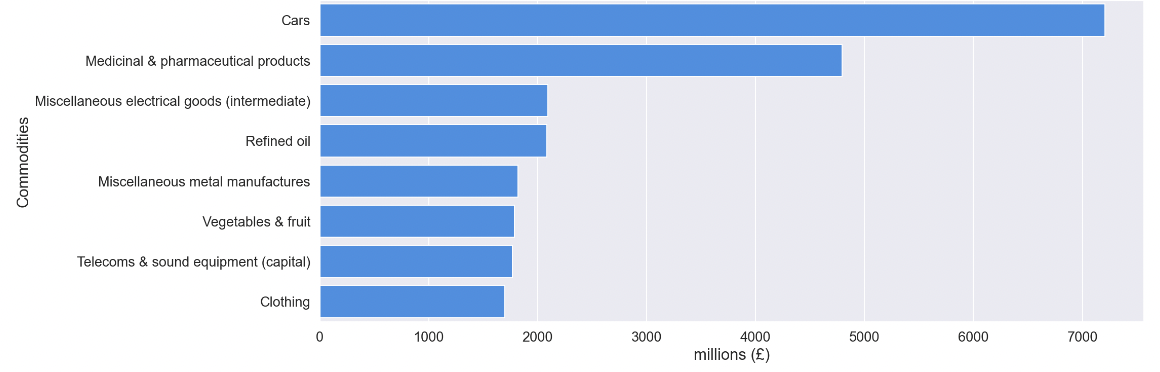 Commodities
Cars
Medicinal & pharmaceutical products
Miscellaneous electrical goods (intermediate)
Refined oil
Miscellaneous metal manufactures
Vegetables & fruit
Telecoms & sound equipment (capital)
Clothing
0 1000 2000 3000 4000 5000 6000 7000
millions (£)